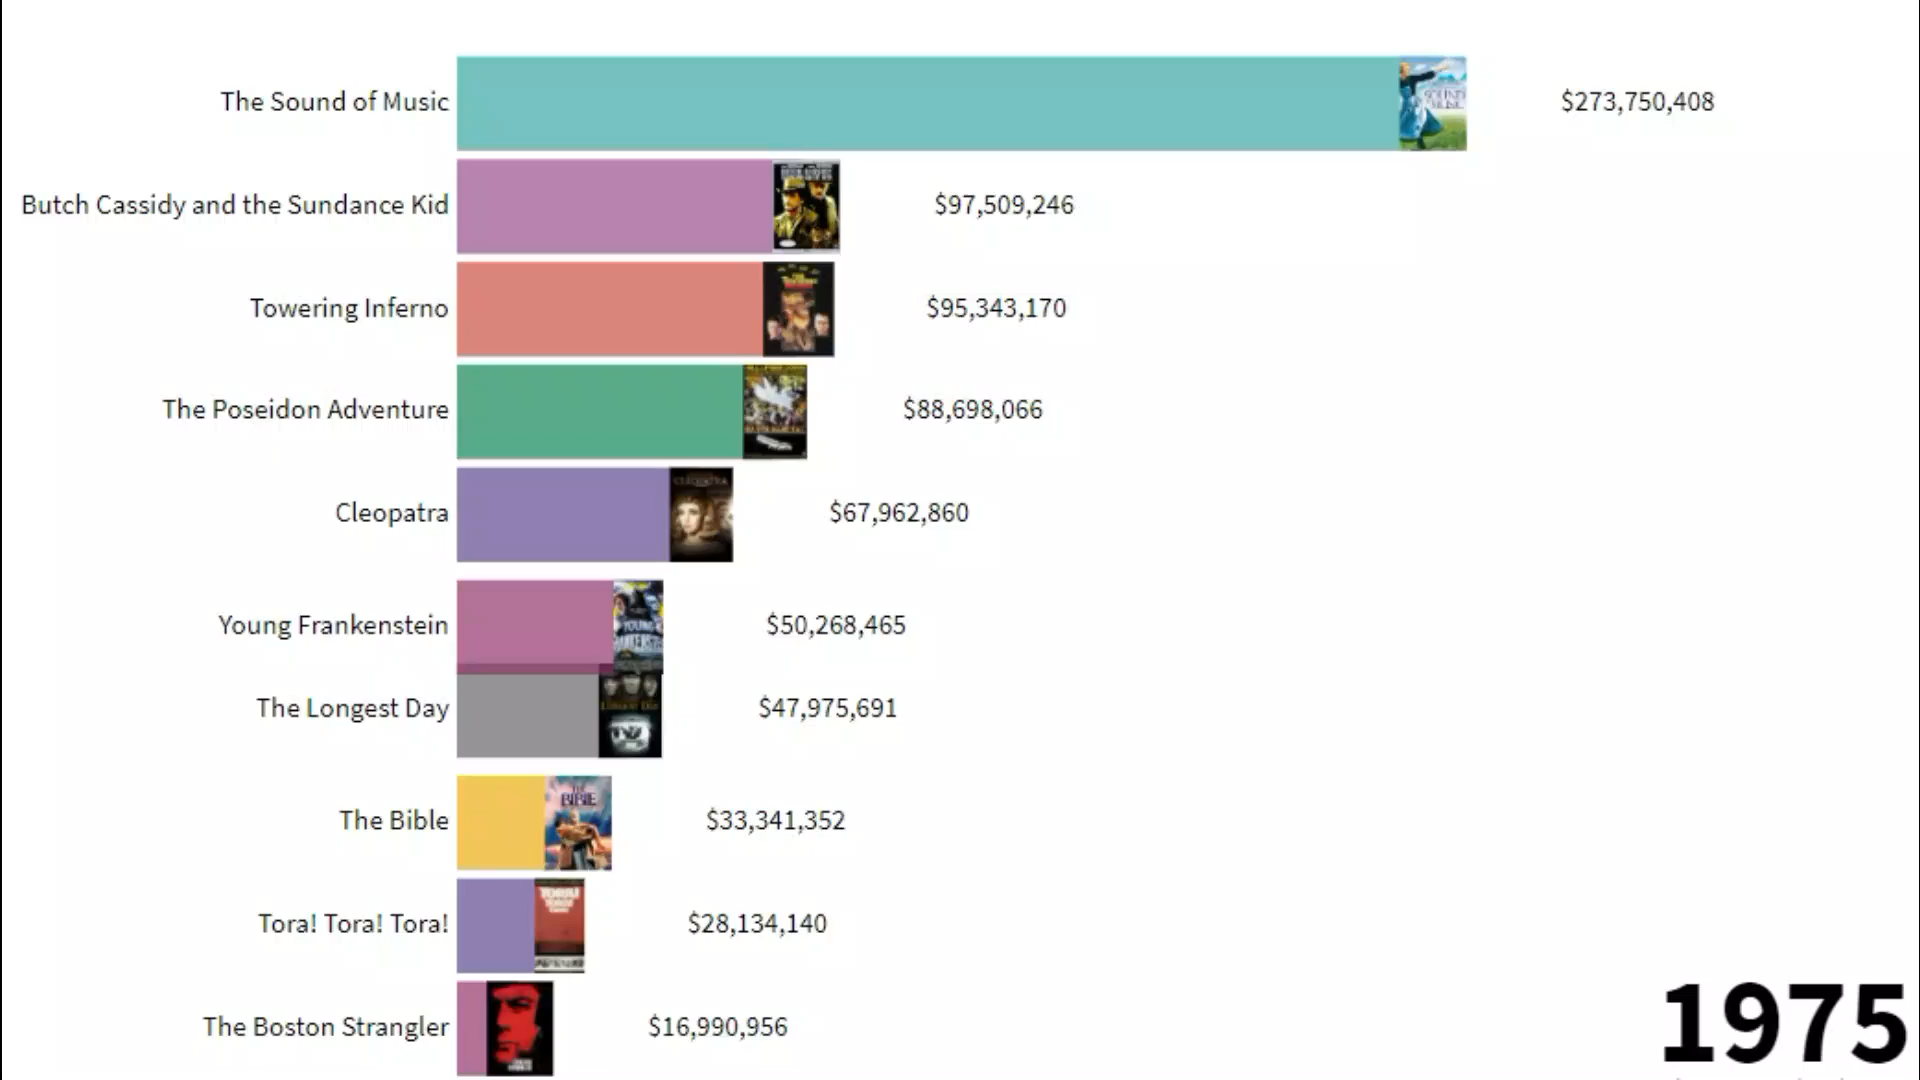 The Sound of Music $273,750,408
Butch Cassidy and the Sundance Kid $97,509,246
Towering Inferno $95,343,170
The Poseidon Adventure $88,698,066
Cleopatra $67,962,860
Young Frankenstein $50,268,465
The Longest Day $47,975,691
The Bible $33,341,352
Tora! Tora! Tora! $28,134,140
The Boston Strangler $16,990,956
1975